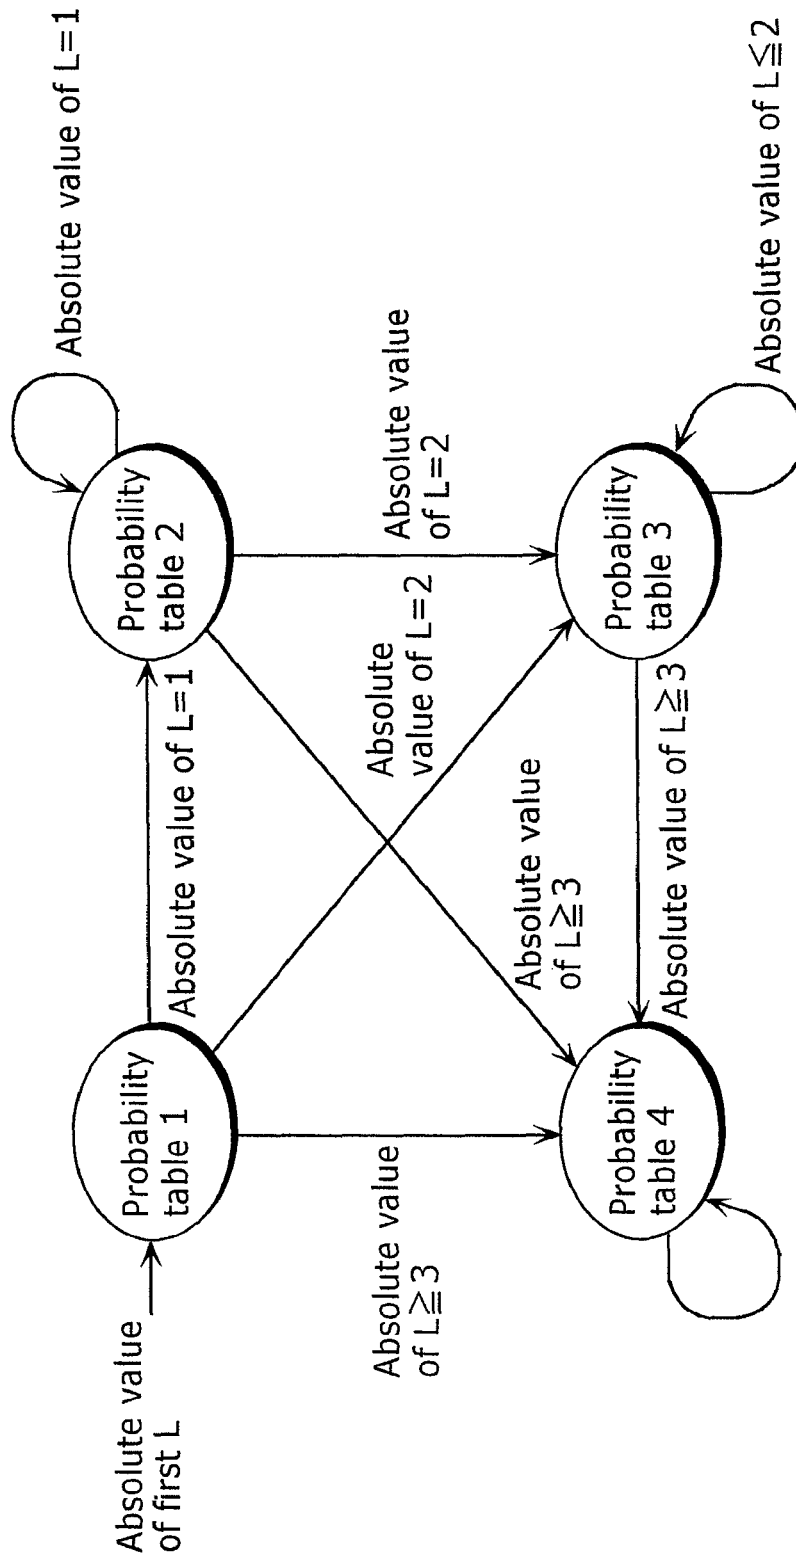 Absolute value
of first L
Probability
table 1
Absolute value of L=1
Probability
table 2
Absolute value of L=1
Absolute value
of L≧3
Absolute
value of L=2
Absolute value
of L=2
Absolute value
of L≧3
Probability
table 4
Absolute value of L≧3
Probability
table 3
Absolute value of L≦2